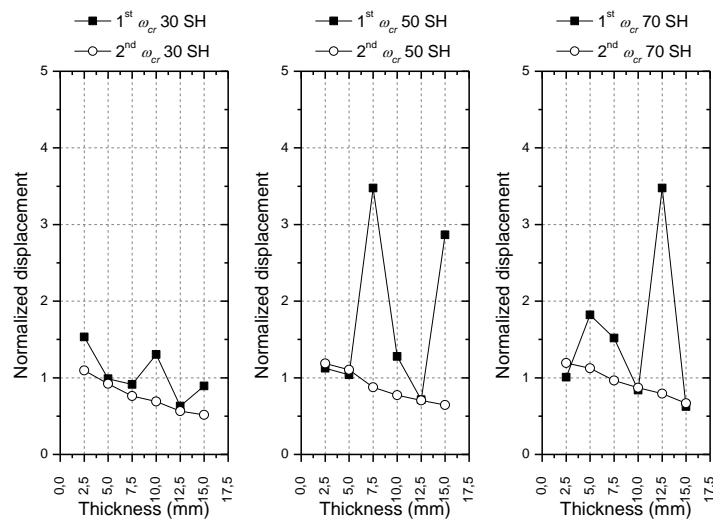 1st ωcr 30 SH
2nd ωcr 30 SH
5
4
3
2
1
0
Normalized displacement
0,0 2,5 5,0 7,5 10,0 12,5 15,0 17,5
Thickness (mm)
1st ωcr 50 SH
2nd ωcr 50 SH
5
4
3
2
1
0
Normalized displacement
0,0 2,5 5,0 7,5 10,0 12,5 15,0 17,5
Thickness (mm)
1st ωcr 70 SH
2nd ωcr 70 SH
5
4
3
2
1
0
Normalized displacement
0,0 2,5 5,0 7,5 10,0 12,5 15,0 17,5
Thickness (mm)